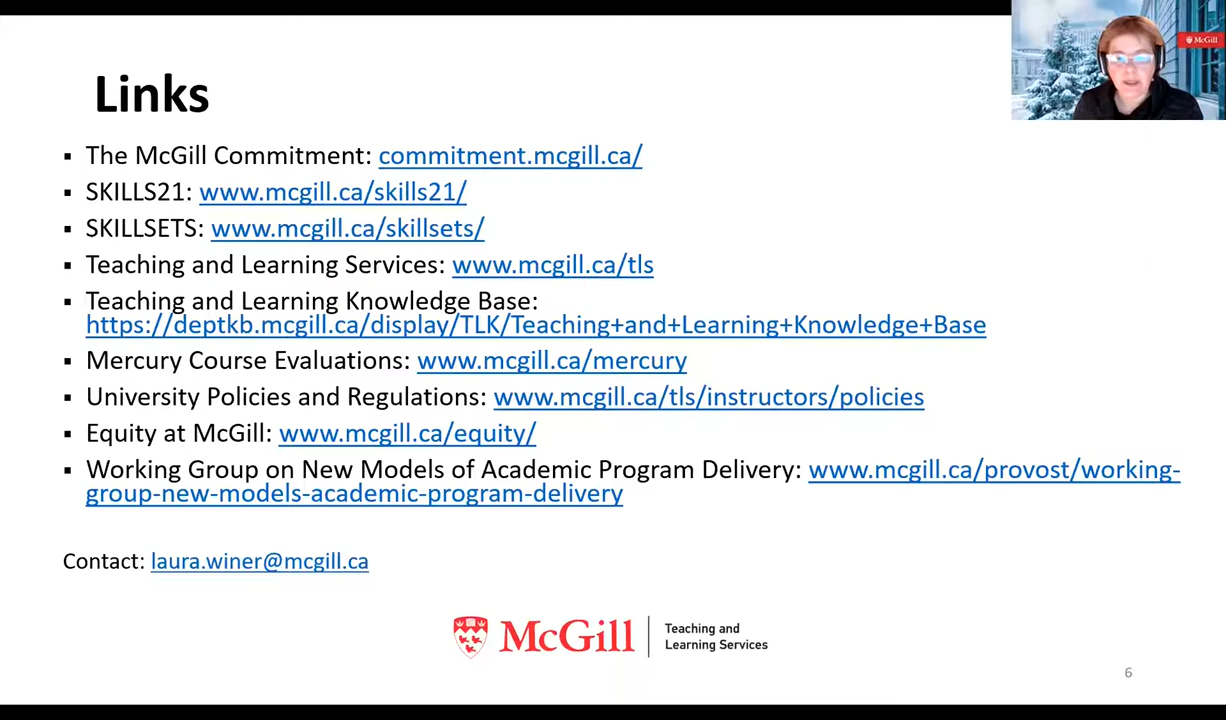 McGill
Links
▪ The McGill Commitment: commitment.mcgill.ca/
▪ SKILLS21: www.mcgill.ca/skills21/
▪ SKILLSETS: www.mcgill.ca/skillsets/
▪ Teaching and Learning Services: www.mcgill.ca/tls
▪ Teaching and Learning Knowledge Base:
https://deptkb.mcgill.ca/display/TLK/Teaching+and+Learning+Knowledge+Base
▪ Mercury Course Evaluations: www.mcgill.ca/mercury
▪ University Policies and Regulations: www.mcgill.ca/tls/instructors/policies
▪ Equity at McGill: www.mcgill.ca/equity/
▪ Working Group on New Models of Academic Program Delivery: www.mcgill.ca/provost/working-
group-new-models-academic-program-delivery
Contact: laura.winer@mcgill.ca
McGill
Teaching and
Learning Services
6